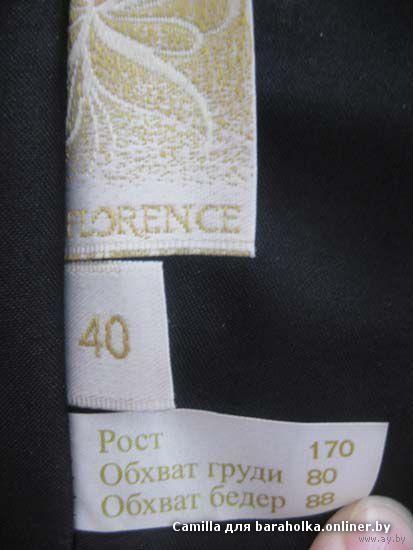 FLORENCE
40
Рост 170
Обхват груди 80
Обхват бедер 88
Camilla для baraholka.onliner.by
www.ay.by